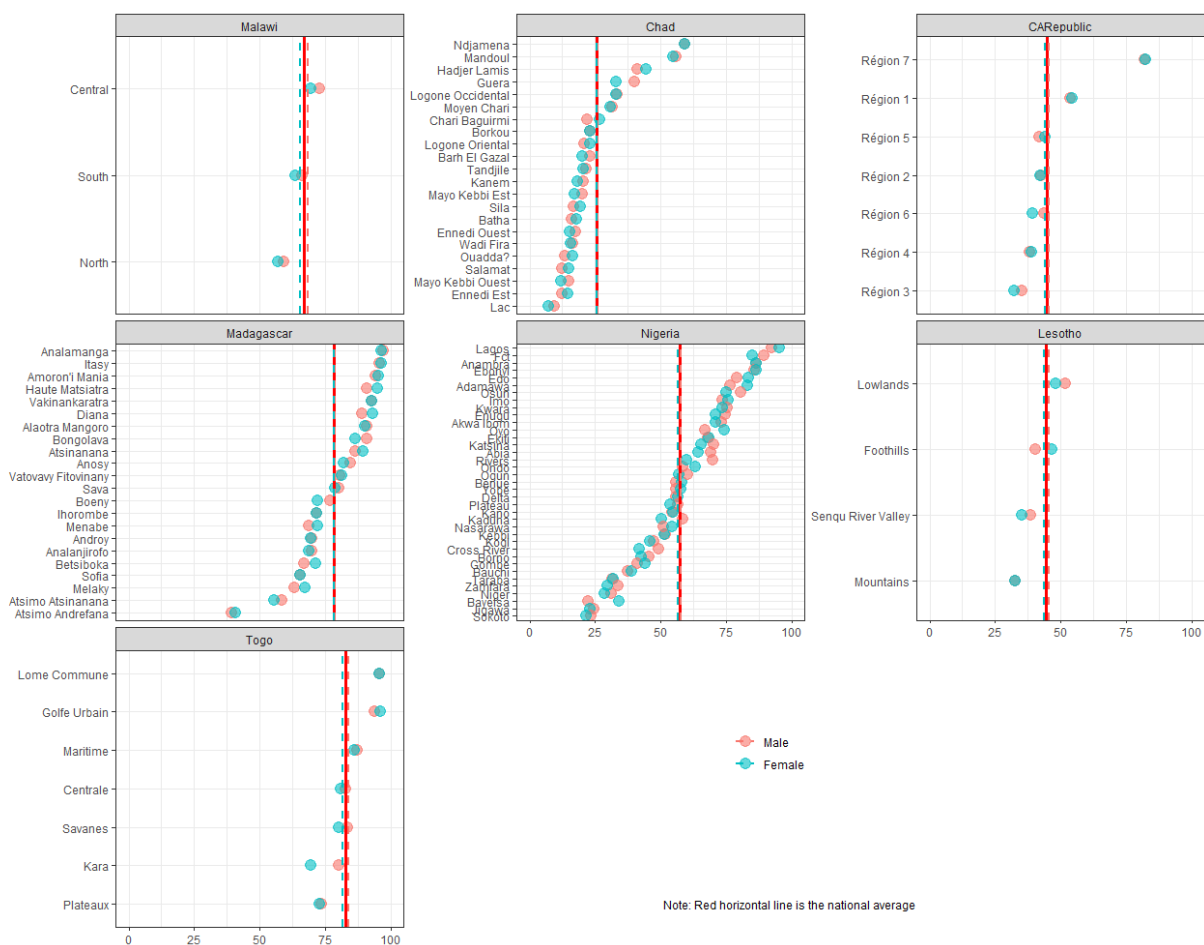 Malawi
Central
South
North
Chad
Ndjamena
Mandoul
Hadjer Lamis
Guera
Logone Occidental
Moyen Chari
Chari Baguirmi
Borkou
Logone Oriental
Barh El Gazal
Tandjile
Kanem
Mayo Kebbi Est
Sila
Batha
Ennedi Ouest
Wadi Fira
Ouadda?
Salamat
Mayo Kebbi Ouest
Ennedi Est
Lac
CARepublic
Région 7
Région 1
Région 5
Région 2
Région 6
Région 4
Région 3
Madagascar
Analamanga
Itasy
Amoron'i Mania
Haute Matsiatra
Vakinankaratra
Diana
Alaotra Mangoro
Bongolava
Atsinanana
Anosy
Vatovavy Fitovinany
Sava
Boeny
Ihorombe
Menabe
Androy
Analanjirofo
Betsiboka
Sofia
Melaky
Atsimo Atsinanana
Atsimo Andrefana
Nigeria
Lagos
Fct
Anambra
Ebonyi
Edo
Adamawa
Osun
Imo
Kwara
Enugu
Akwa Ibom
Oyo
Ekiti
Katsina
Abia
Rivers
Ondo
Ogun
Benue
Yobe
Delta
Plateau
Kano
Kaduna
Nasarawa
Kebbi
Kogi
Cross River
Borno
Gombe
Bauchi
Taraba
Zamfara
Niger
Bayelsa
Jigawa
Sokoto
0 25 50 75 100
Lesotho
Lowlands
Foothills
Senqu River Valley
Mountains
0 25 50 75 100
Togo
Lome Commune
Golfe Urbain
Maritime
Centrale
Savanes
Kara
Plateaux
0 25 50 75 100
Male
Female
Note: Red horizontal line is the national average